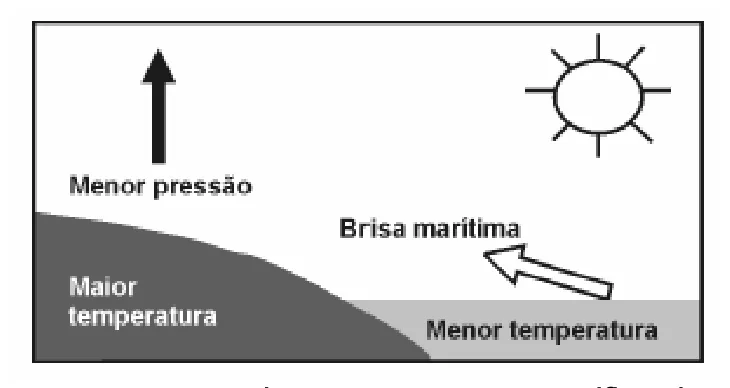 Menor pressão
Brisa marítima
Maior
temperatura
Menor temperatura